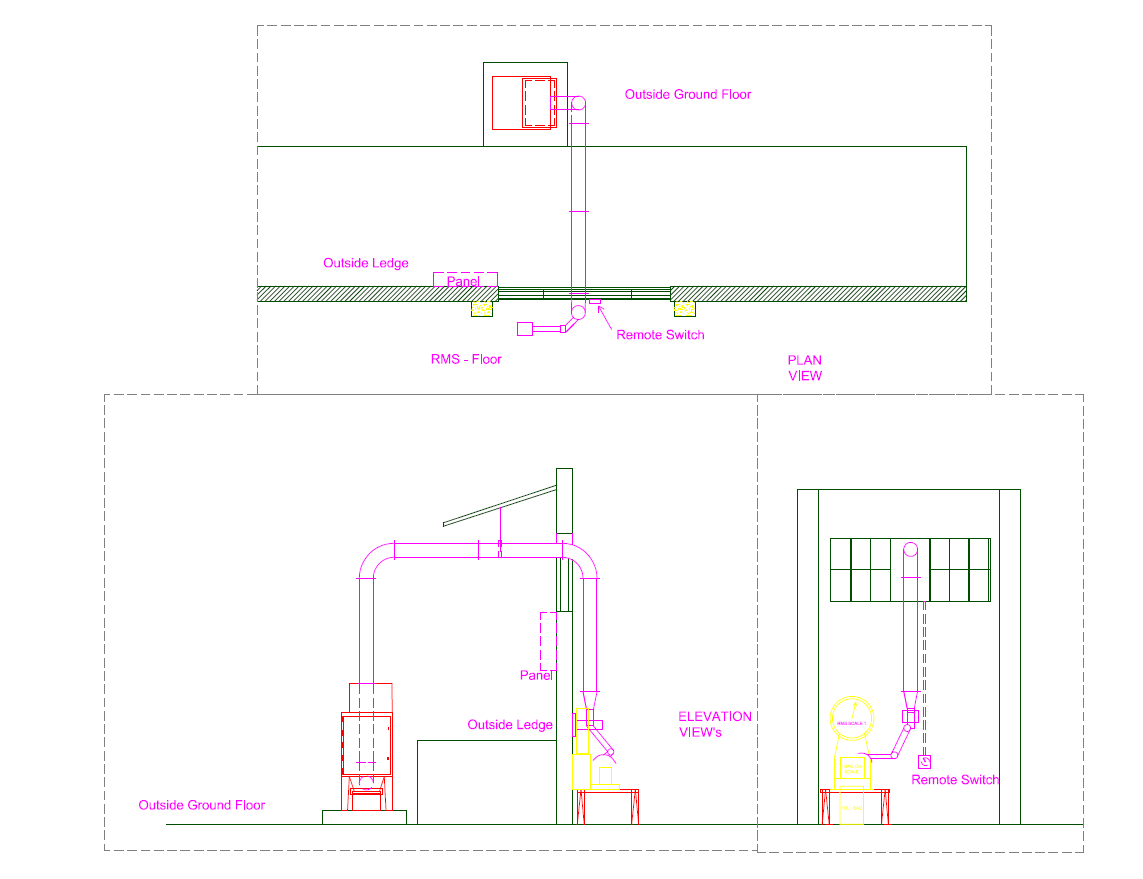 Outside Ground Floor
Outside Ledge
Panel
Remote Switch
RMS - Floor
PLAN
VIEW
Panel
Outside Ledge
ELEVATION
VIEW's
Outside Ground Floor
Remote Switch